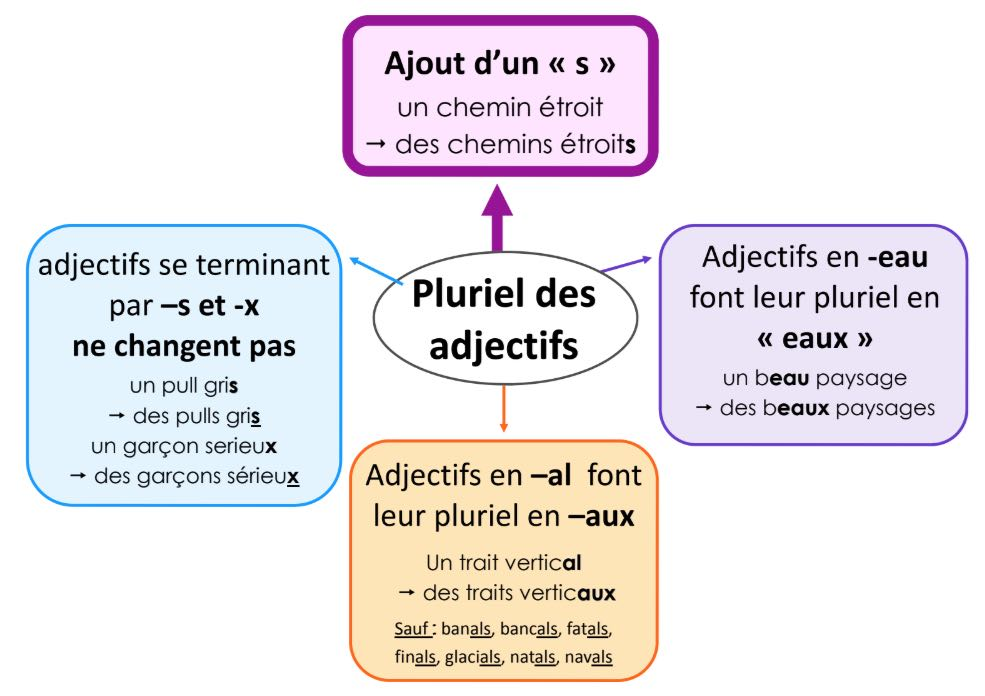 Ajout d’un « s »
un chemin étroit
→ des chemins étroits
adjectifs se terminant
par –s et -x
ne changent pas
un pull gris
→ des pulls gris
un garçon serieux
→ des garçons sérieux
Pluriel des
adjectifs
Adjectifs en -eau
font leur pluriel en
« eaux »
un beau paysage
→ des beaux paysages
Adjectifs en –al font
leur pluriel en –aux
Un trait vertical
→ des traits verticaux
Sauf : banals, bancals, fatals,
finals, glacials, natals, navals